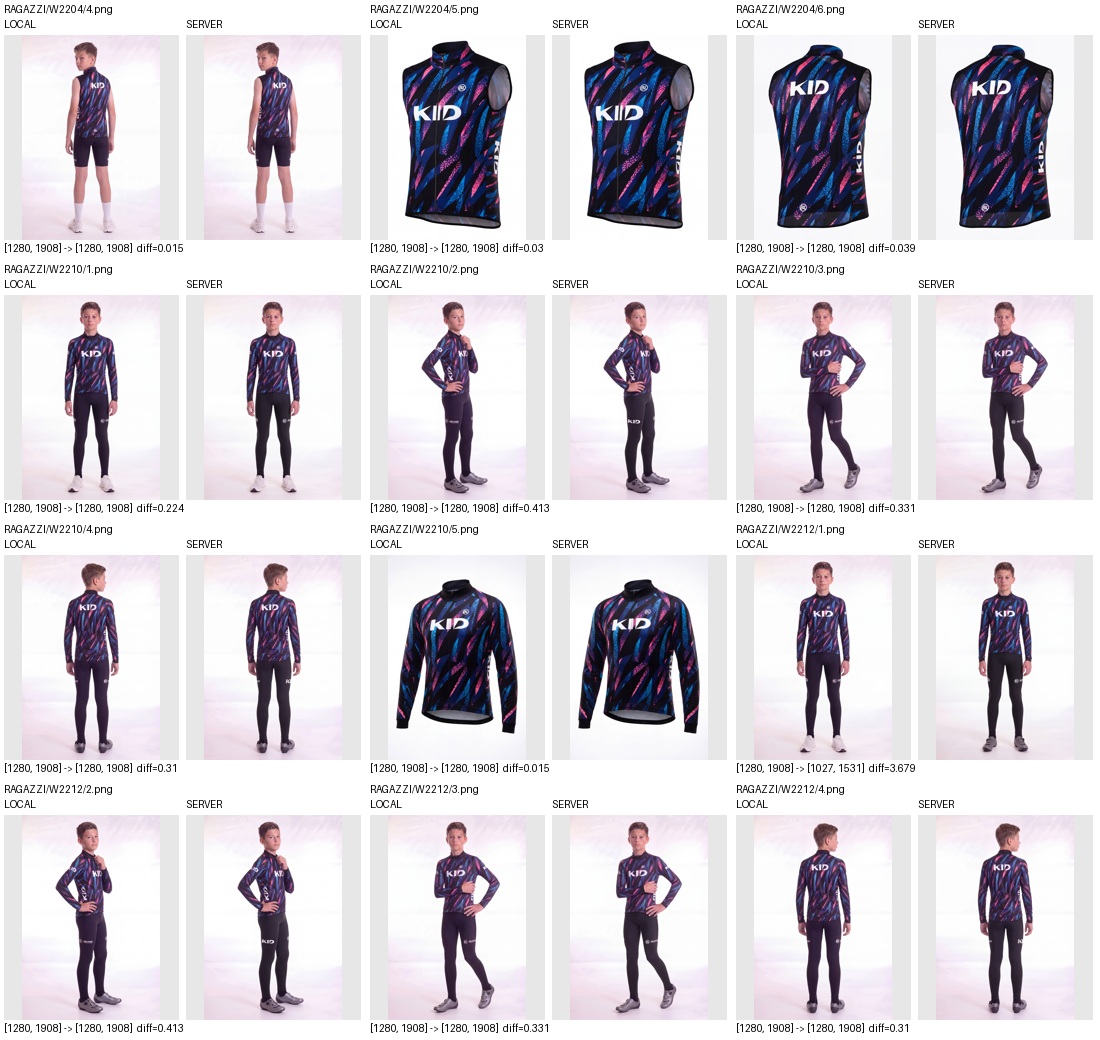 RAGAZZI/W2204/4.png
LOCAL
SERVER
[1280, 1908] -> [1280, 1908] diff=0.015
RAGAZZI/W2204/5.png
LOCAL
SERVER
KID
KID
KID
KID
[1280, 1908] -> [1280, 1908] diff=0.03
RAGAZZI/W2204/6.png
LOCAL
SERVER
KID
KID
KID
KID
[1280, 1908] -> [1280, 1908] diff=0.039
RAGAZZI/W2210/1.png
LOCAL
SERVER
KID
KID
[1280, 1908] -> [1280, 1908] diff=0.224
RAGAZZI/W2210/2.png
LOCAL
SERVER
KID
[1280, 1908] -> [1280, 1908] diff=0.413
RAGAZZI/W2210/3.png
LOCAL
SERVER
KID
KID
[1280, 1908] -> [1280, 1908] diff=0.331
RAGAZZI/W2210/4.png
LOCAL
SERVER
KID
KID
[1280, 1908] -> [1280, 1908] diff=0.31
RAGAZZI/W2210/5.png
LOCAL
SERVER
KID
KID
[1280, 1908] -> [1280, 1908] diff=0.015
RAGAZZI/W2212/1.png
LOCAL
SERVER
KID
KID
[1280, 1908] -> [1027, 1531] diff=3.679
RAGAZZI/W2212/2.png
LOCAL
SERVER
KID
[1280, 1908] -> [1280, 1908] diff=0.413
RAGAZZI/W2212/3.png
LOCAL
SERVER
KID
KID
[1280, 1908] -> [1280, 1908] diff=0.331
RAGAZZI/W2212/4.png
LOCAL
SERVER
KID
KID
[1280, 1908] -> [1280, 1908] diff=0.31